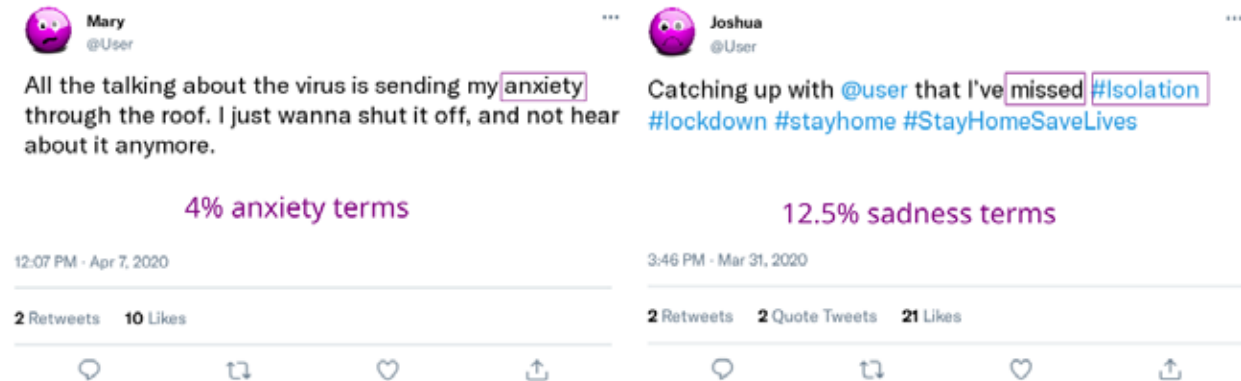 Mary
@User
All the talking about the virus is sending my anxiety
through the roof. I just wanna shut it off, and not hear
about it anymore.
4% anxiety terms
12:07 PM · Apr 7, 2020
2 Retweets 10 Likes
Joshua
@User
Catching up with @user that I've missed #Isolation
#lockdown #stayhome #StayHomeSaveLives
12.5% sadness terms
3:46 PM · Mar 31, 2020
2 Retweets 2 Quote Tweets 21 Likes